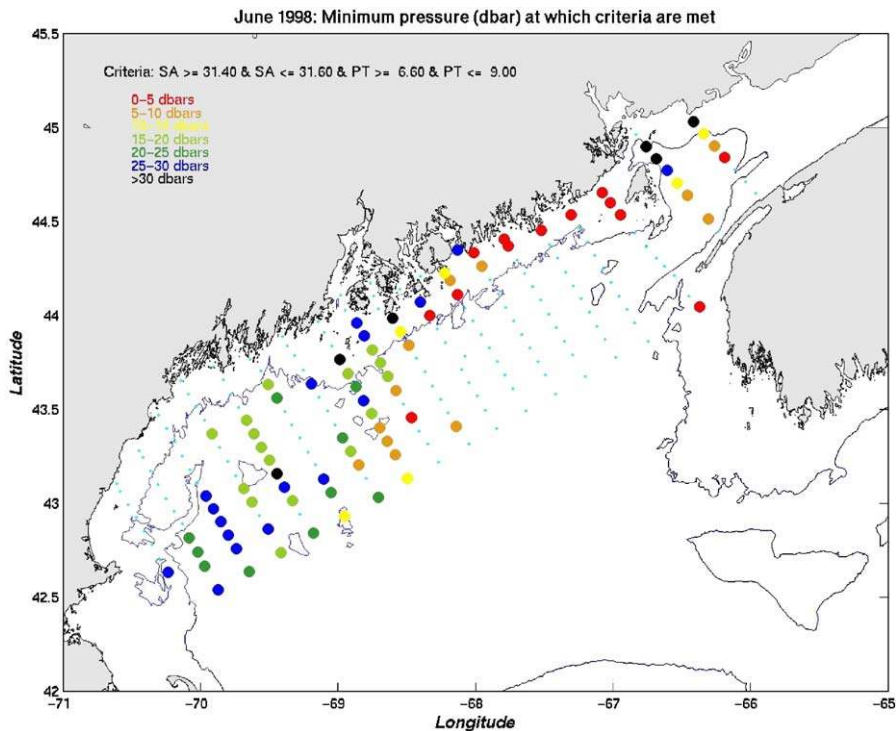 June 1998: Minimum pressure (dbar) at which criteria are met
Criteria: SA >= 31.40 & SA <= 31.60 & PT >= 6.60 & PT <= 9.00
0−5 dbars
5−10 dbars
dbars
15−20 dbars
20−25 dbars
25−30 dbars
>30 dbars
45.5
45
44.5
44
43.5
43
42.5
42
Latitude
−71 −70 −69 −68 −67 −66 −65
Longitude